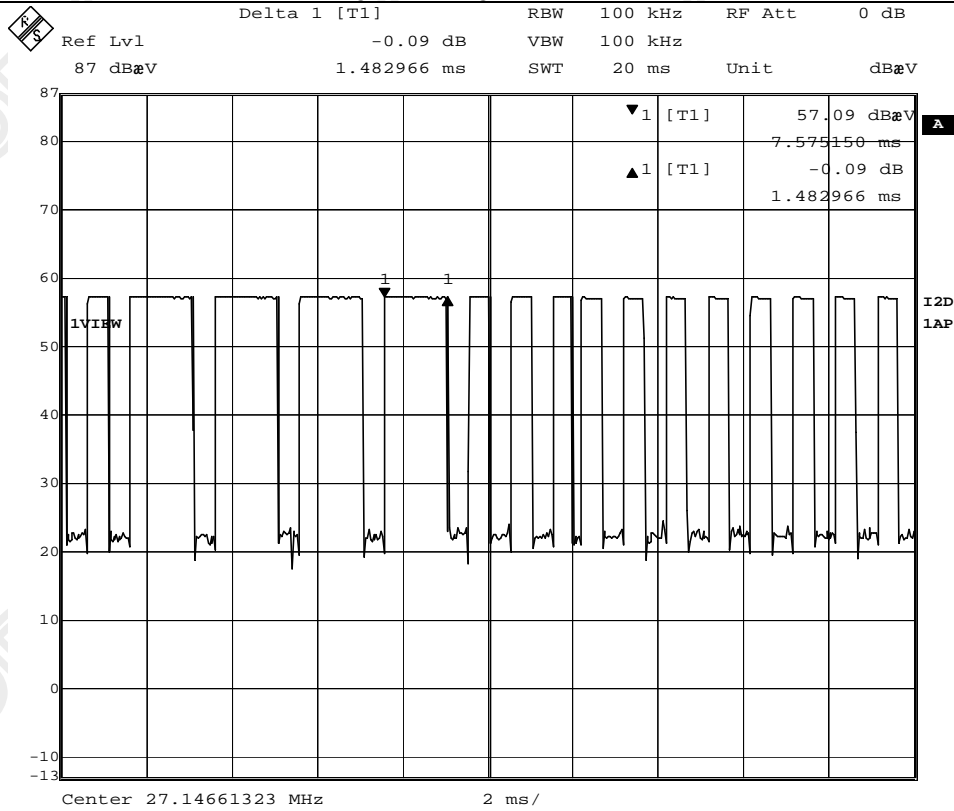 R&S
Delta 1 [T1] RBW 100 kHz RF Att 0 dB
Ref Lvl -0.09 dB VBW 100 kHz
87 dBæV 1.482966 ms SWT 20 ms Unit dBæV
87
1 [T1] 57.09 dBæV
A
80
7.575150 ms
1 [T1] -0.09 dB
1.482966 ms
70
60
1 1
I2D
1VIEW
1AP
50
40
30
20
10
0
-10
-13
Center 27.14661323 MHz 2 ms/